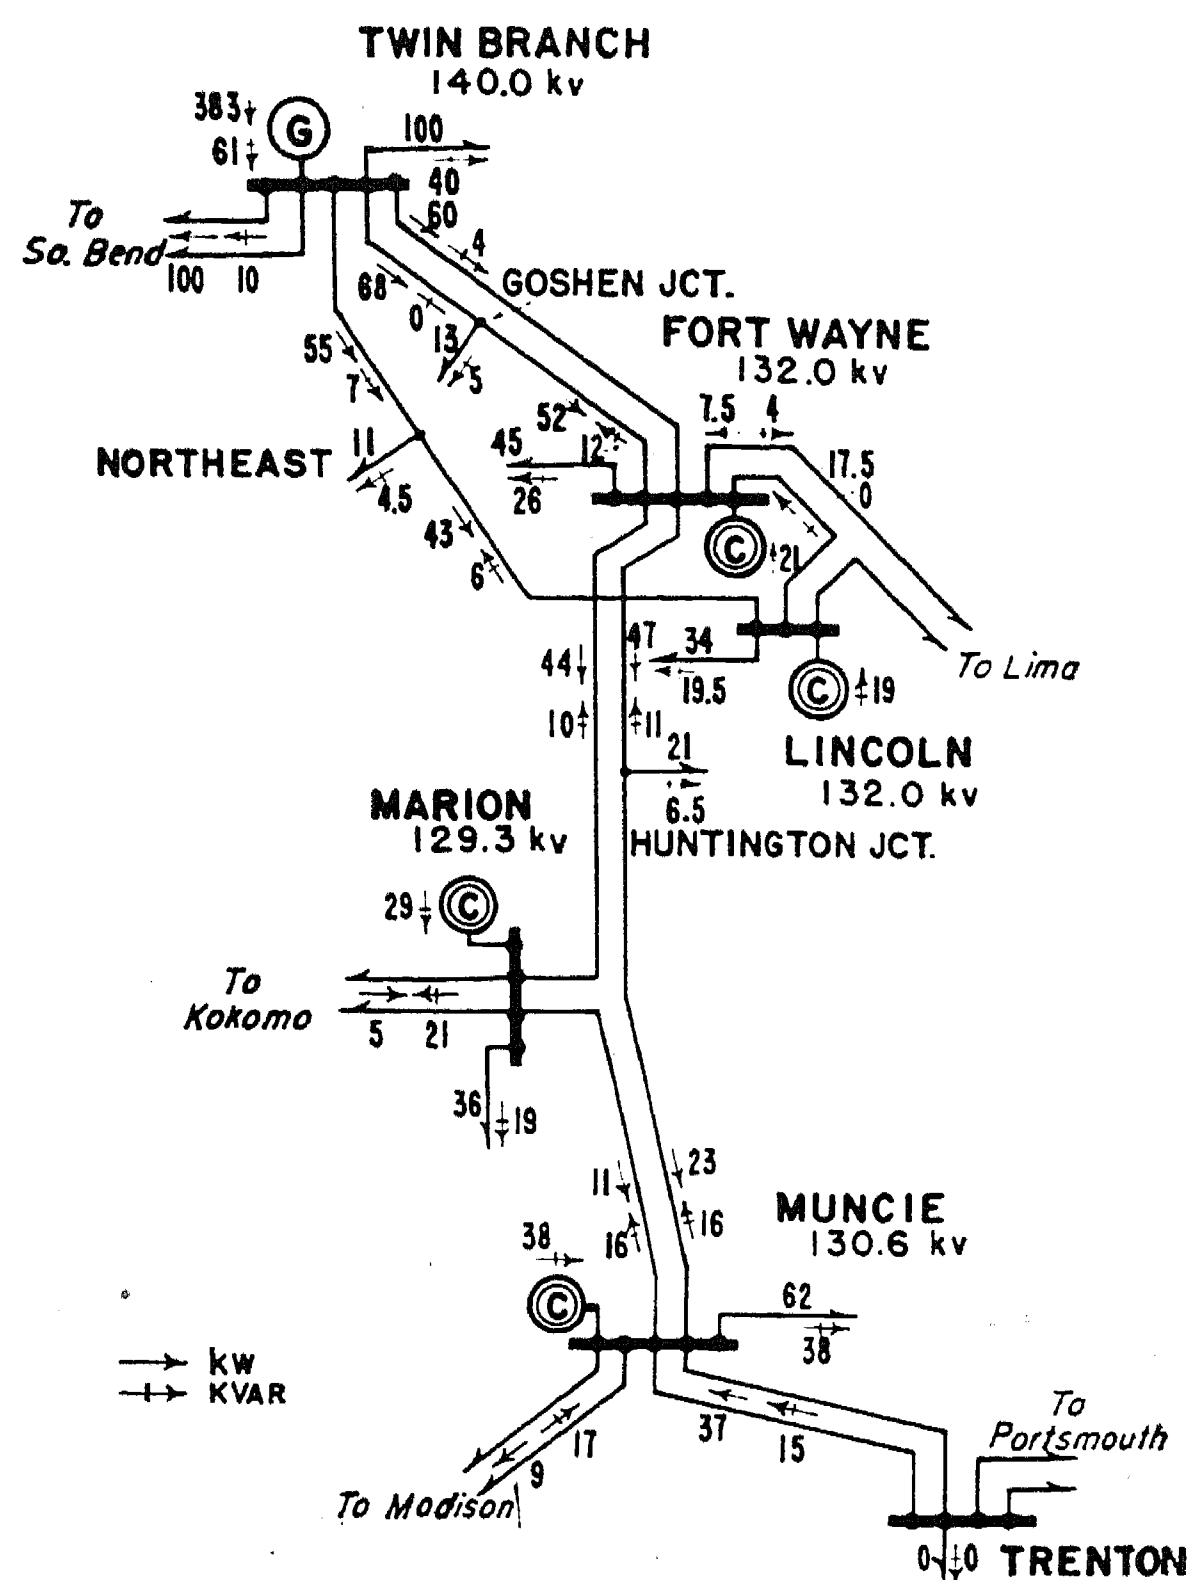 TWIN BRANCH
140.0 kv
383
61
G
100
40
To
So. Bend
100 10
60
4
68
0
GOSHEN JCT.
13
5
FORT WAYNE
132.0 kv
55
7
52
12
7.5 4
17.5
0
NORTHEAST
11
4.5
45
26
43
6
C
21
44
47
34
19.5
To Lima
C
19
10
11
LINCOLN
132.0 kv
21
6.5
MARION
129.3 kv
HUNTINGTON JCT.
29
C
To
Kokomo
5 21
36
19
11
23
16
16
MUNCIE
130.6 kv
38
C
62
38
KW
KVAR
37
15
17
9
To Madison
To
Portsmouth
0 0
TRENTON